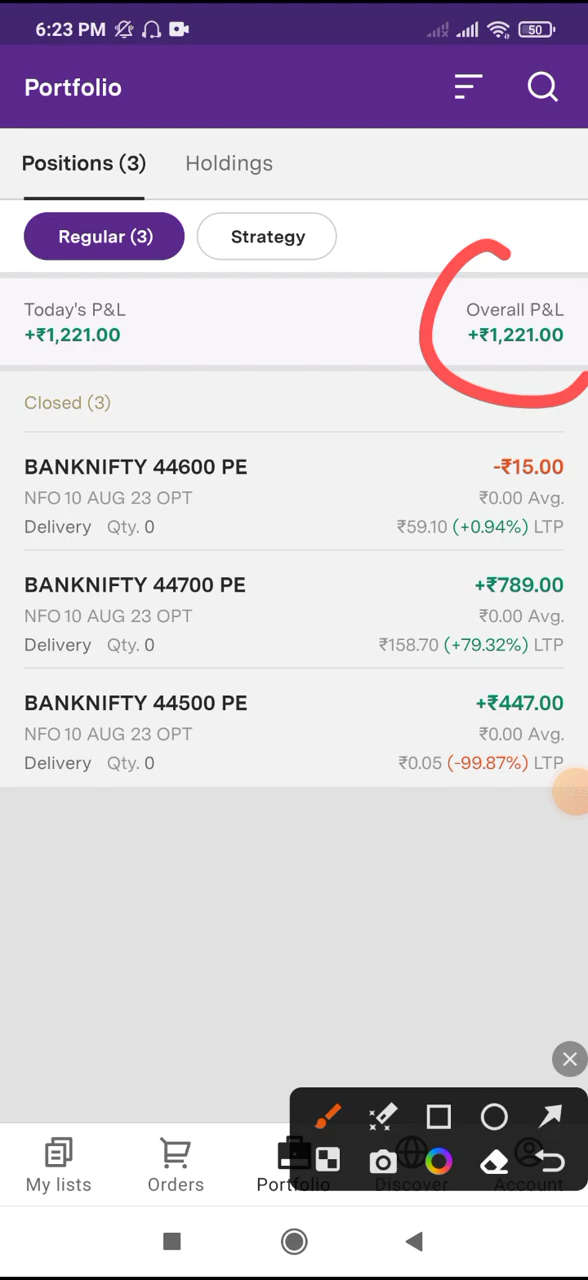 6:23 PM 50
Portfolio
Positions (3) Holdings
Regular (3) Strategy
Today's P&L Overall P&L
+₹1,221.00 +₹1,221.00
Closed (3)
BANKNIFTY 44600 PE -₹15.00
NFO 10 AUG 23 OPT ₹0.00 Avg.
Delivery Qty. 0 ₹59.10 (+0.94%) LTP
BANKNIFTY 44700 PE +₹789.00
NFO 10 AUG 23 OPT ₹0.00 Avg.
Delivery Qty. 0 ₹158.70 (+79.32%) LTP
BANKNIFTY 44500 PE +₹447.00
NFO 10 AUG 23 OPT ₹0.00 Avg.
Delivery Qty. 0 ₹0.05 (-99.87%) LTP
My lists Orders Portfolio Discover Account